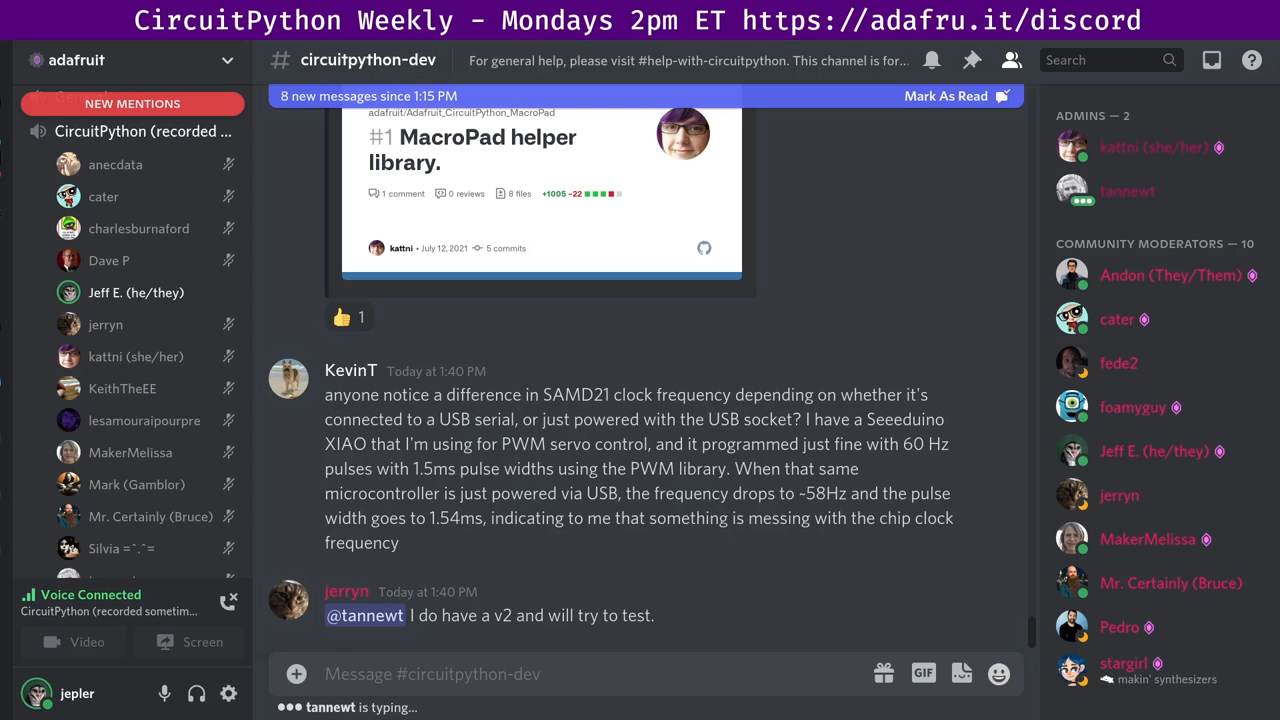 CircuitPython Weekly - Mondays 2pm ET https://adafru.it/discord
adafruit
NEW MENTIONS
CircuitPython (recorded ...
anecdata
cater
charlesburnaford
Dave P
Jeff E. (he/they)
jerryn
kattni (she/her)
KeithTheEE
lesamouraipourpre
MakerMelissa
Mark (Gamblor)
Mr. Certainly (Bruce)
Silvia =^.^=
Voice Connected
CircuitPython (recorded sometim...
Video
Screen
jepler
# circuitpython-dev
For general help, please visit #help-with-circuitpython. This channel is for...
Search
8 new messages since 1:15 PM
Mark As Read
adafruit/Adafruit_CircuitPython_MacroPad
#1 MacroPad helper
library.
1 comment 0 reviews 8 files +1005 −22
kattni • July 12, 2021 5 commits
👍 1
KevinT Today at 1:40 PM
anyone notice a difference in SAMD21 clock frequency depending on whether it's
connected to a USB serial, or just powered with the USB socket? I have a Seeeduino
XIAO that I'm using for PWM servo control, and it programmed just fine with 60 Hz
pulses with 1.5ms pulse widths using the PWM library. When that same
microcontroller is just powered via USB, the frequency drops to ~58Hz and the pulse
width goes to 1.54ms, indicating to me that something is messing with the chip clock
frequency
jerryn Today at 1:40 PM
@tannewt I do have a v2 and will try to test.
Message #circuitpython-dev
GIF
tannewt is typing...
ADMINS — 2
kattni (she/her)
tannewt
COMMUNITY MODERATORS — 10
Andon (They/Them)
cater
fede2
foamyguy
Jeff E. (he/they)
jerryn
MakerMelissa
Mr. Certainly (Bruce)
Pedro
stargirl
makin' synthesizers